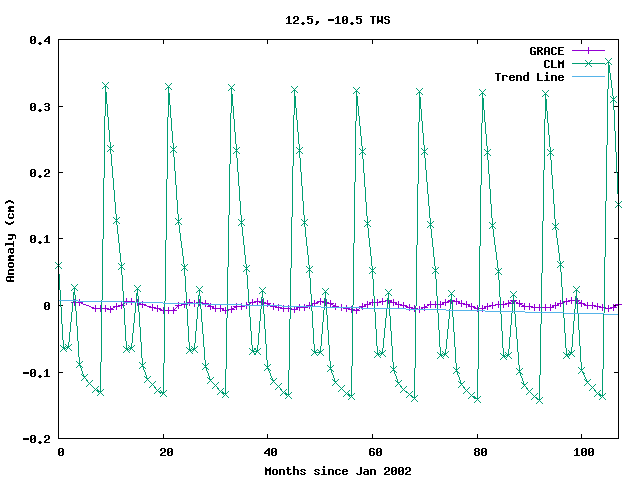 12.5, -10.5 TWS
GRACE
CLM
Trend Line
0.4
0.3
0.2
0.1
0
-0.1
-0.2
Anomaly (cm)
0 20 40 60 80 100
Months since Jan 2002